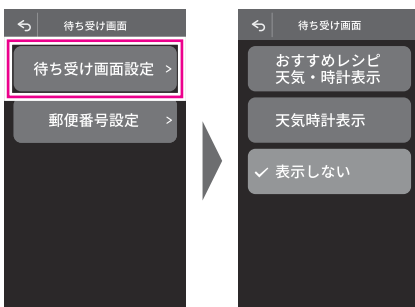 待ち受け画面
待ち受け画面設定
郵便番号設定
待ち受け画面
おすすめレシピ
天気・時計表示
天気時計表示
表示しない